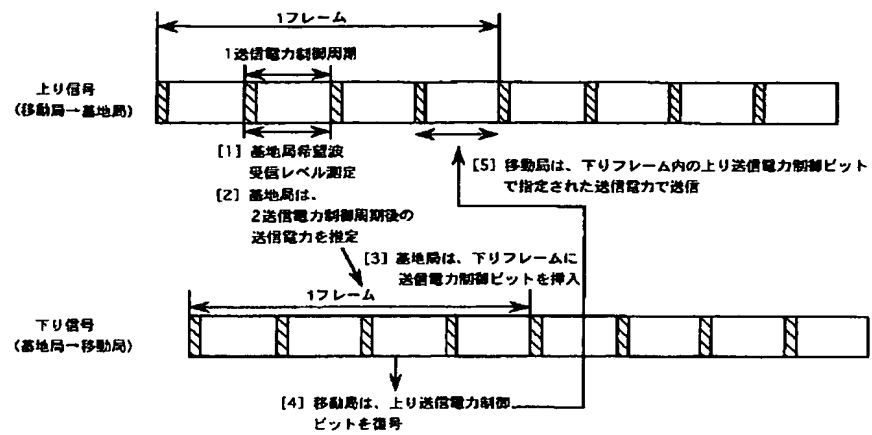 1フレーム
1送信電力制御周期
上り信号
(移動局→基地局)
[1] 基地局希望波
受信レベル測定
[2] 基地局は、
2送信電力制御周期後の
送信電力を指定
[5] 移動局は、下りフレーム内の上り送信電力制御ビット
で指定された送信電力で送信
[3] 基地局は、下りフレームに
送信電力制御ビットを挿入
1フレーム
下り信号
(基地局→移動局)
[4] 移動局は、上り送信電力制御
ビットを復号